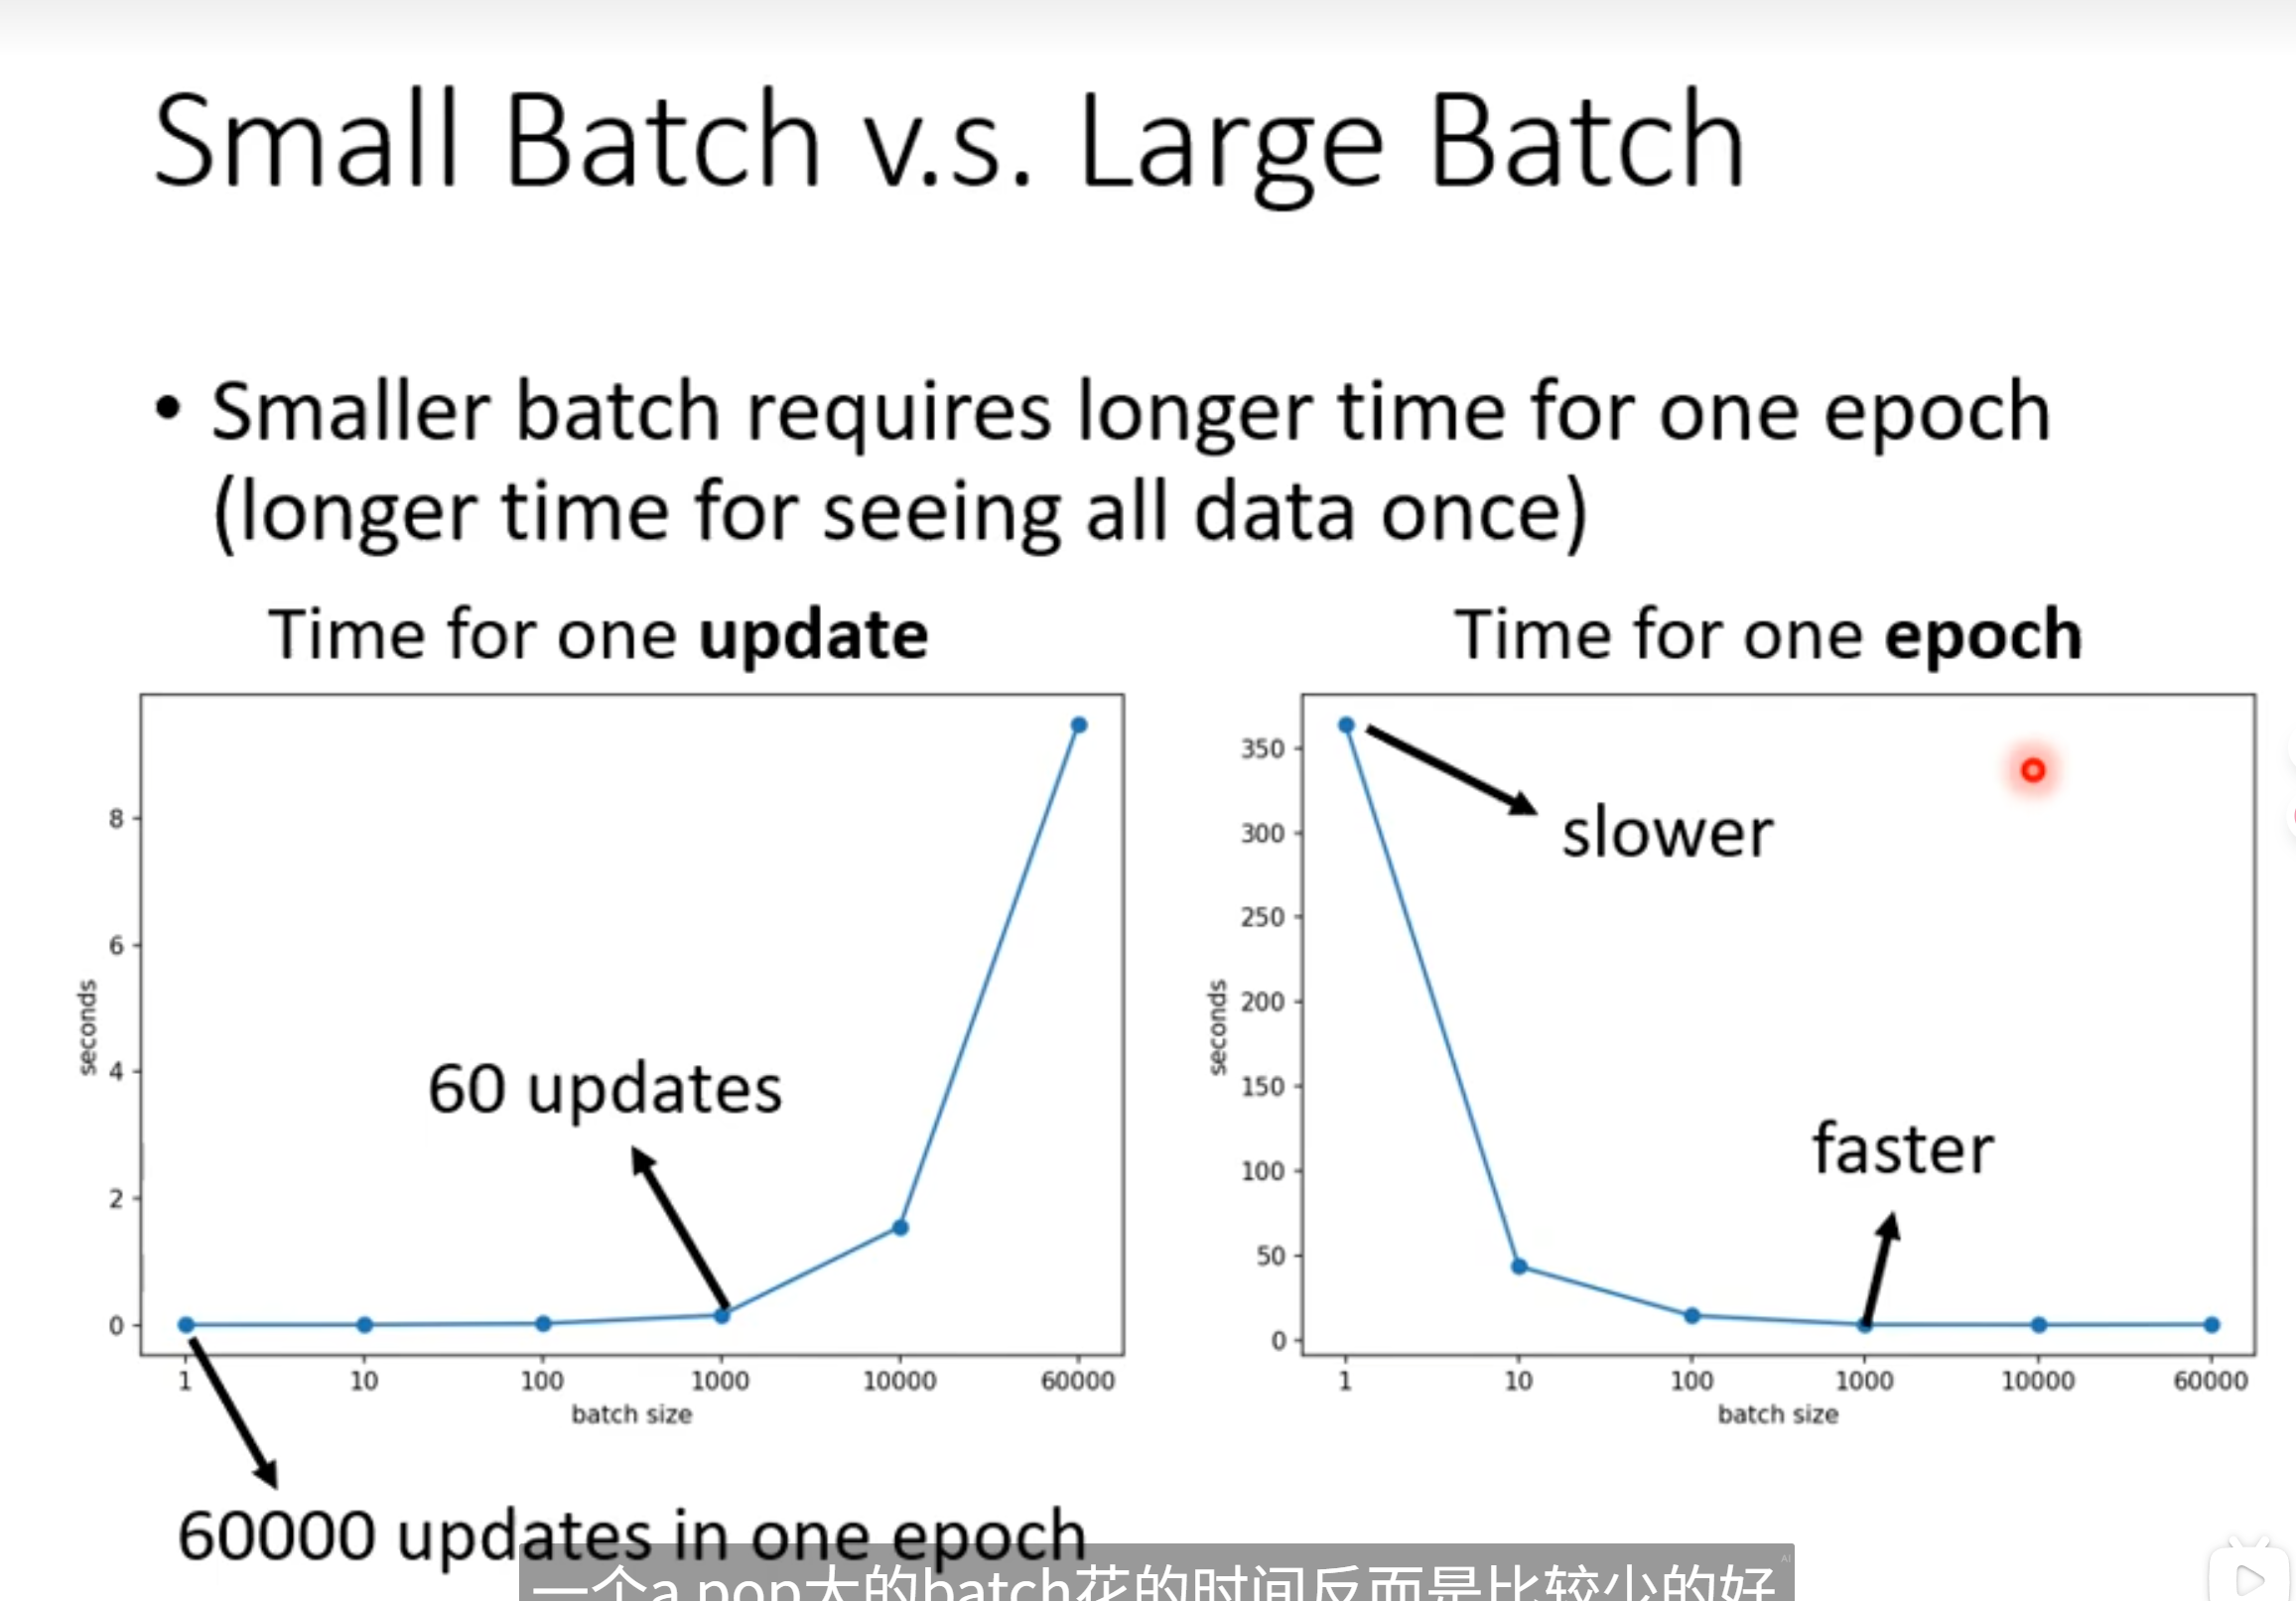 Small Batch v.s. Large Batch
• Smaller batch requires longer time for one epoch
(longer time for seeing all data once)
Time for one update
8
6
4
2
0
seconds
60 updates
1 10 100 1000 10000 60000
batch size
60000 updates in one epoch
Time for one epoch
350
300
250
200
150
100
50
0
seconds
slower
faster
1 10 100 1000 10000 60000
batch size
一个a pop大的batch花的时间反而是比较少的好
AI